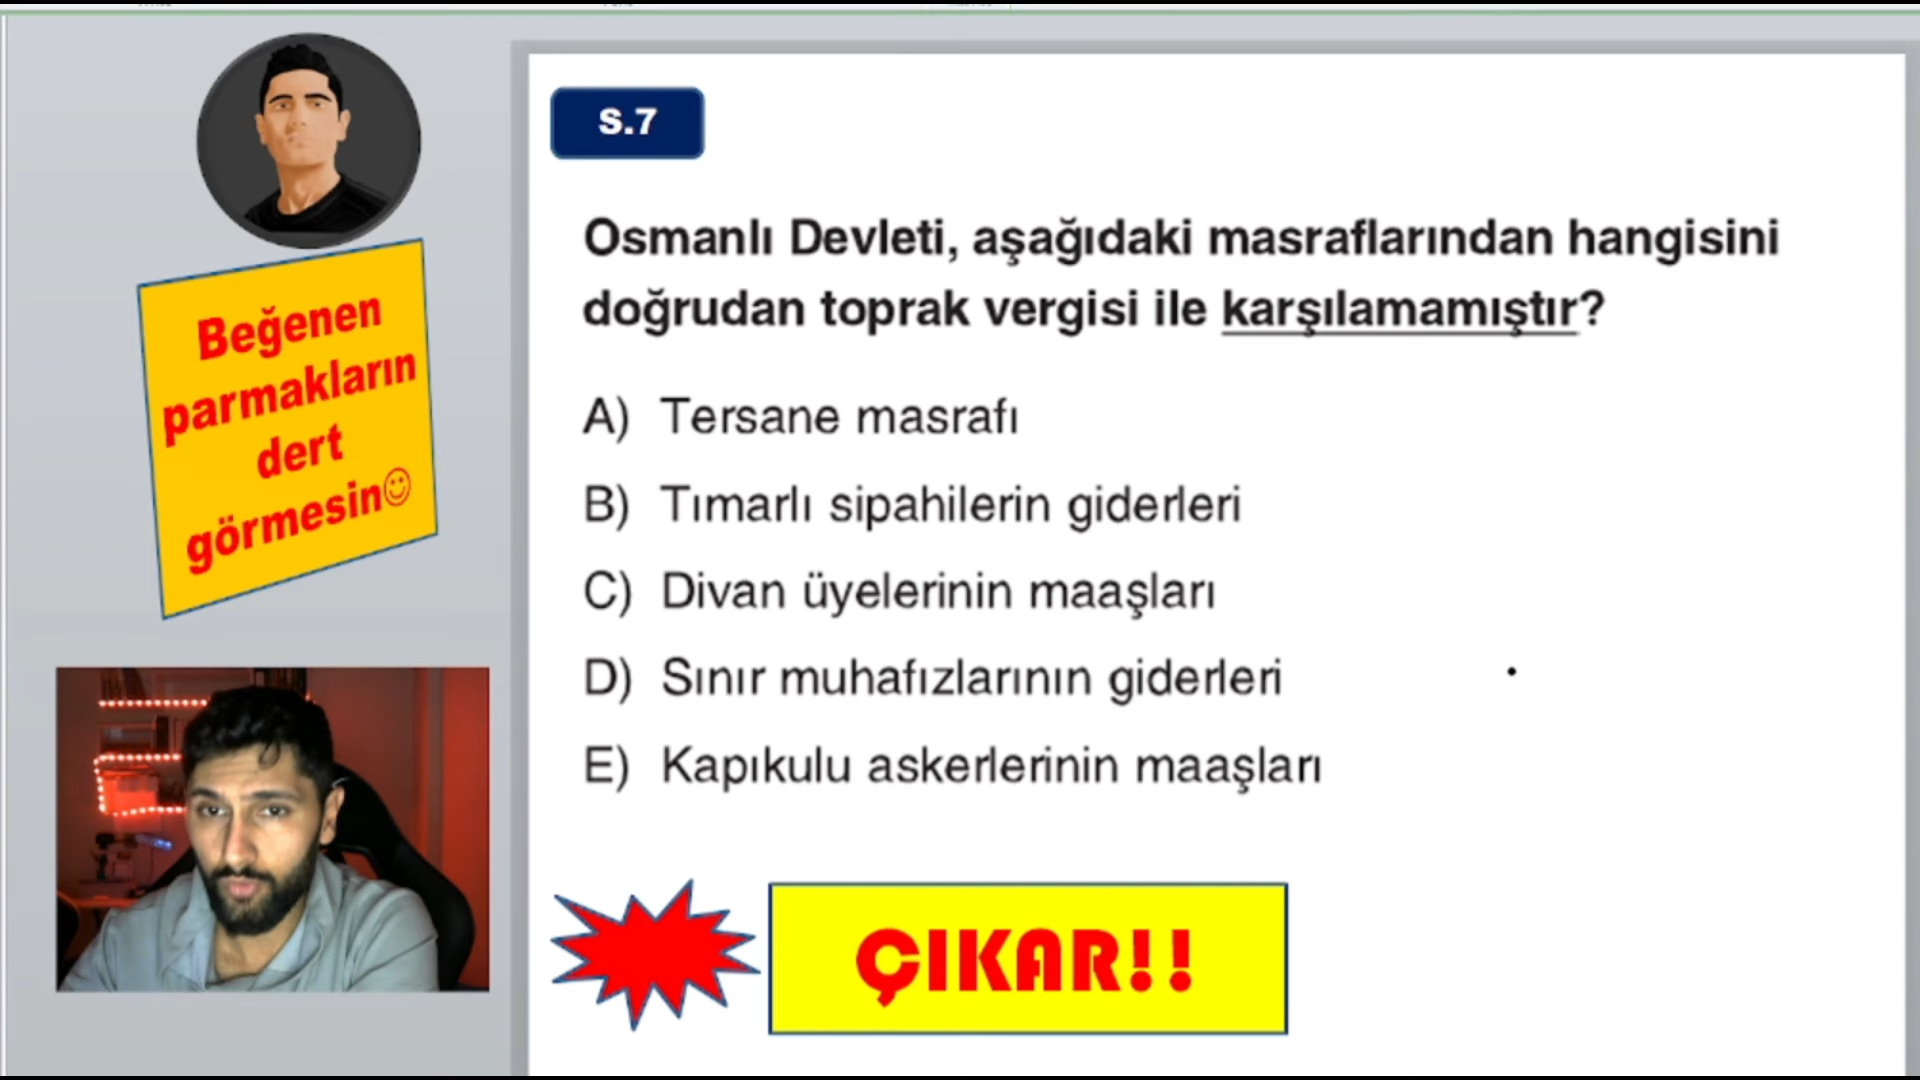 Beğenen
parmakların
dert
görmesin☺
S.7
Osmanlı Devleti, aşağıdaki masraflarından hangisini
doğrudan toprak vergisi ile karşılamamıştır?
A) Tersane masrafı
B) Tımarlı sipahilerin giderleri
C) Divan üyelerinin maaşları
D) Sınır muhafızlarının giderleri
E) Kapıkulu askerlerinin maaşları
ÇIKAR!!